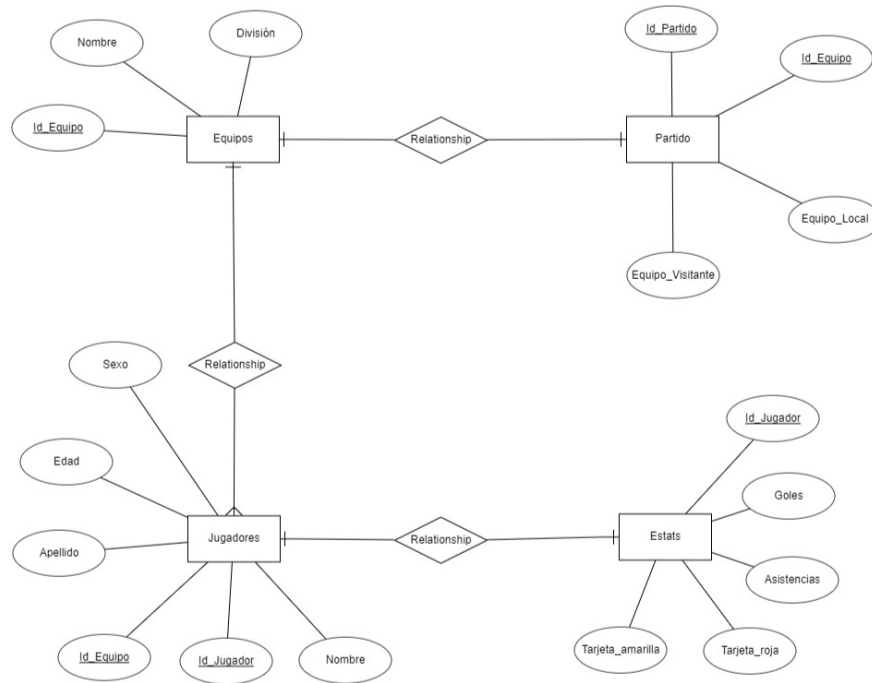 División
Id_Partido
Nombre
Id_Equipo
Id_Equipo
Equipos
Relationship
Partido
Equipo_Local
Equipo_Visitante
Sexo
Relationship
Id_Jugador
Edad
Goles
Jugadores
Relationship
Estats
Apellido
Asistencias
Id_Equipo
Id_Jugador
Nombre
Tarjeta_amarilla
Tarjeta_roja